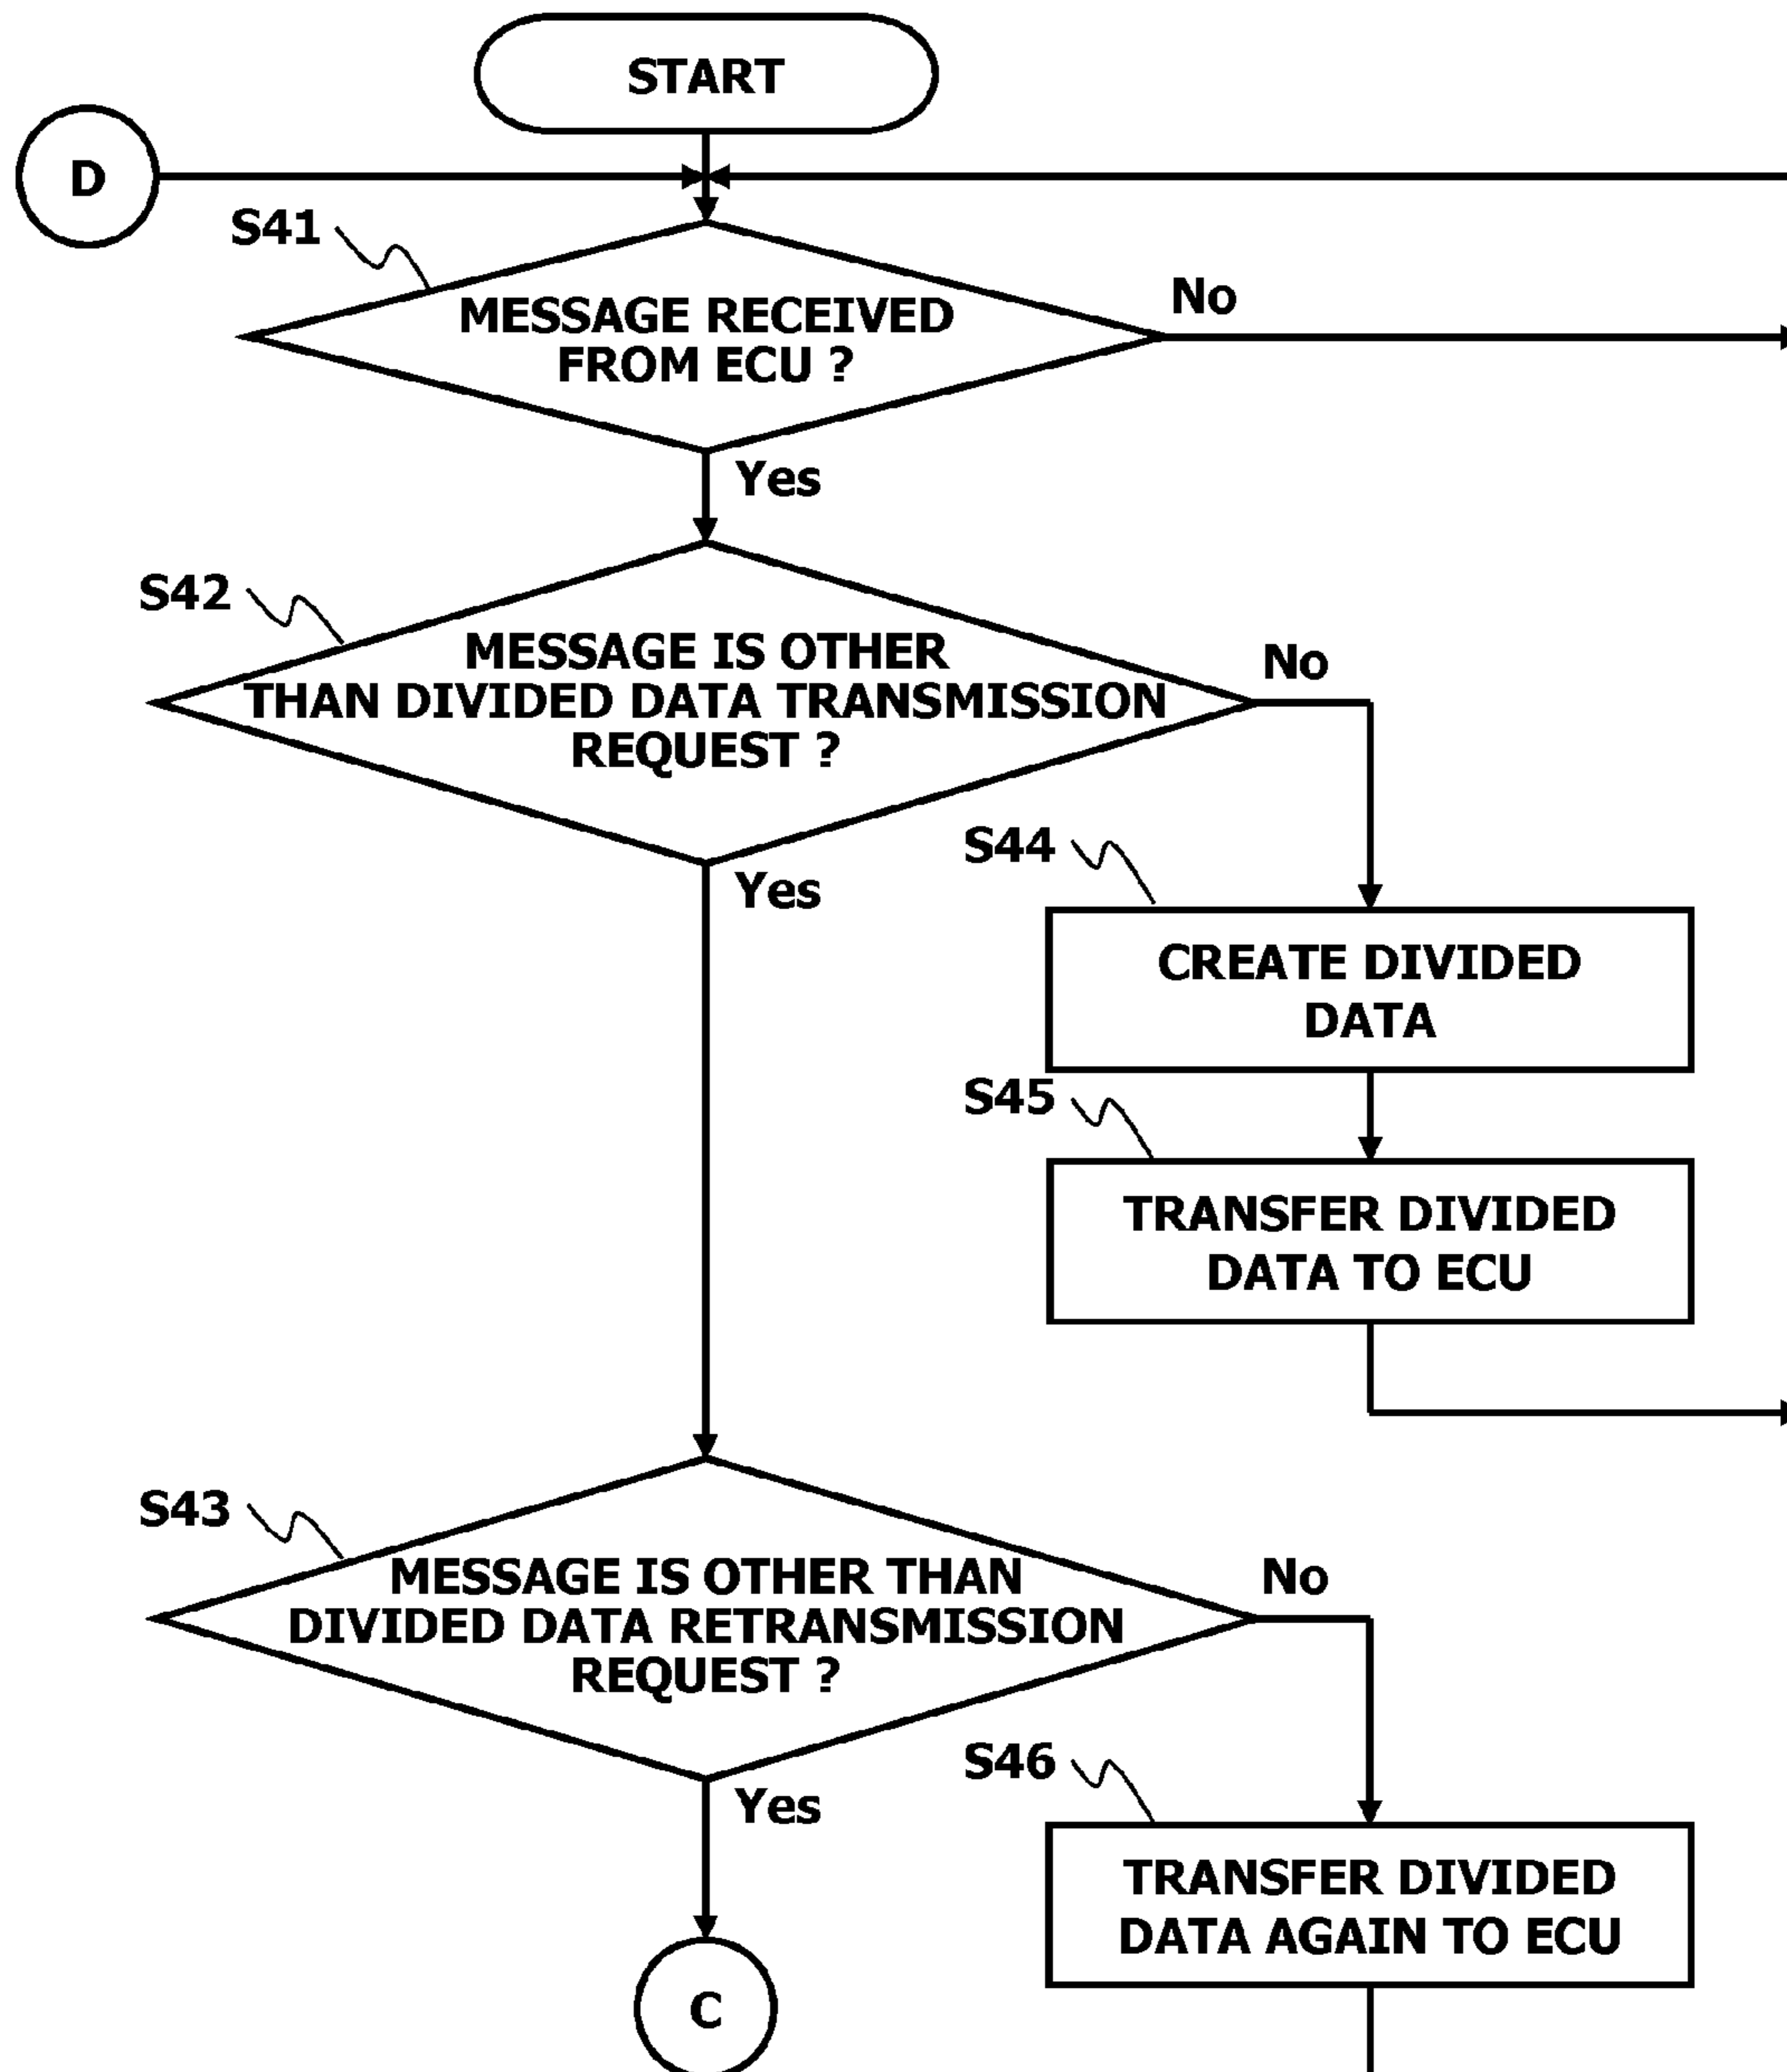 START
D
S41
MESSAGE RECEIVED
FROM ECU ?
No
Yes
S42
MESSAGE IS OTHER
THAN DIVIDED DATA TRANSMISSION
REQUEST ?
No
Yes
S44
CREATE DIVIDED
DATA
S45
TRANSFER DIVIDED
DATA TO ECU
S43
MESSAGE IS OTHER THAN
DIVIDED DATA RETRANSMISSION
REQUEST ?
No
Yes
S46
TRANSFER DIVIDED
DATA AGAIN TO ECU
C